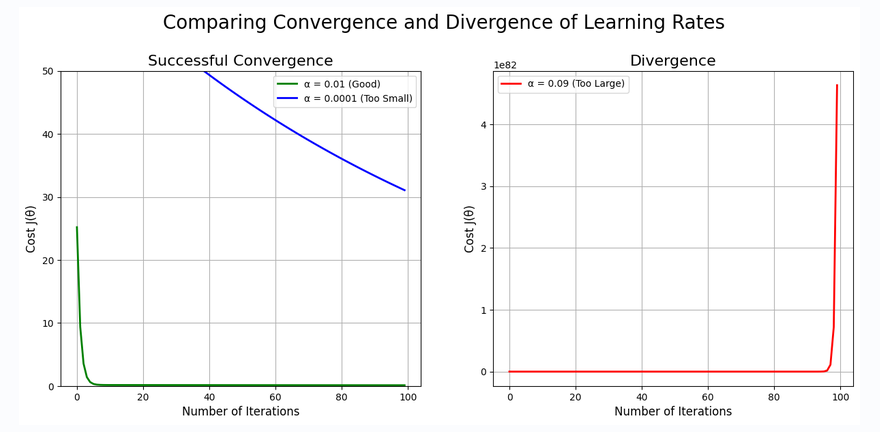 Comparing Convergence and Divergence of Learning Rates
Successful Convergence
50
40
30
20
10
0
Cost J(θ)
α = 0.01 (Good)
α = 0.0001 (Too Small)
0 20 40 60 80 100
Number of Iterations
Divergence
1e82
4
3
2
1
0
Cost J(θ)
α = 0.09 (Too Large)
0 20 40 60 80 100
Number of Iterations